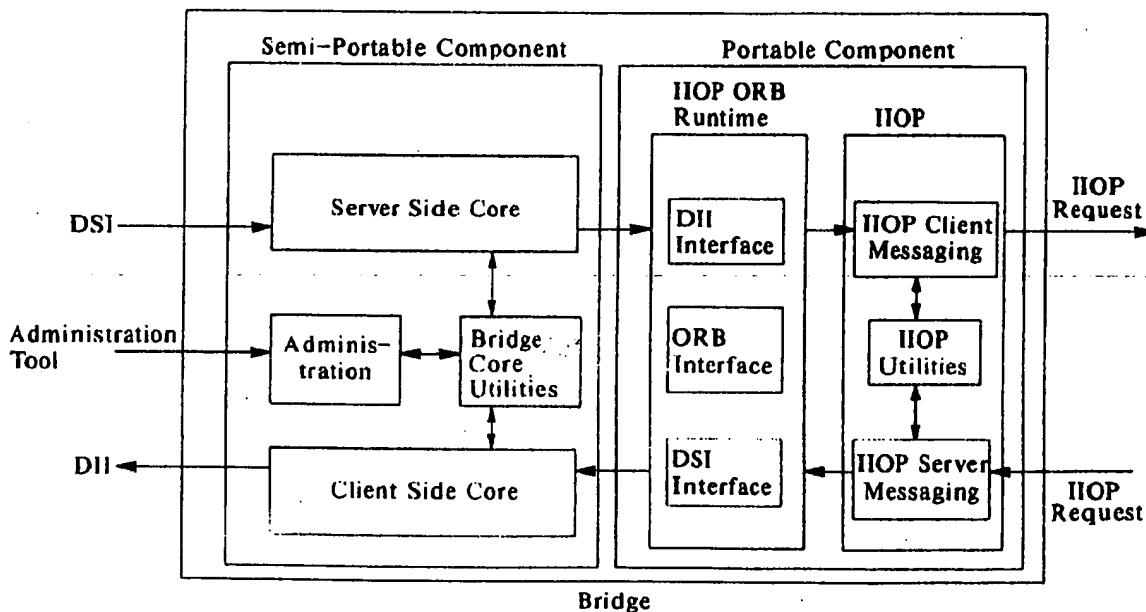 Semi-Portable Component
Portable Component
IIOP ORB
Runtime
IIOP
Server Side Core
DSI
DII
Interface
IIOP Client
Messaging
IIOP
Request
Administration
Tool
Adminis-
tration
Bridge
Core
Utilities
ORB
Interface
IIOP
Utilities
DII
Client Side Core
DSI
Interface
IIOP Server
Messaging
IIOP
Request
Bridge